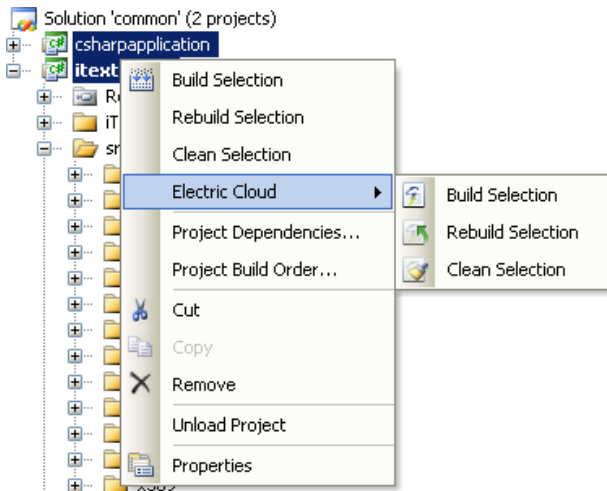 Solution 'common' (2 projects)
csharpapplication
itext
Build Selection
Rebuild Selection
Clean Selection
Electric Cloud
Build Selection
Rebuild Selection
Clean Selection
Project Dependencies...
Project Build Order...
Cut
Copy
Remove
Unload Project
Properties